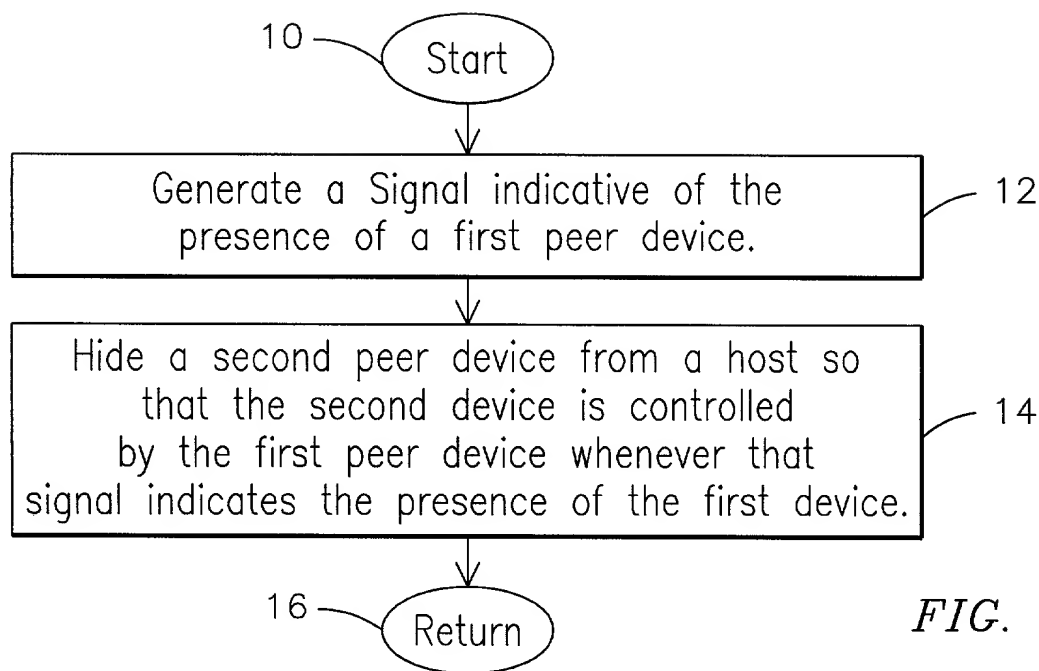 10
Start
Generate a Signal indicative of the
presence of a first peer device.
12
Hide a second peer device from a host so
that the second device is controlled
by the first peer device whenever that
signal indicates the presence of the first device.
14
16
Return
FIG.